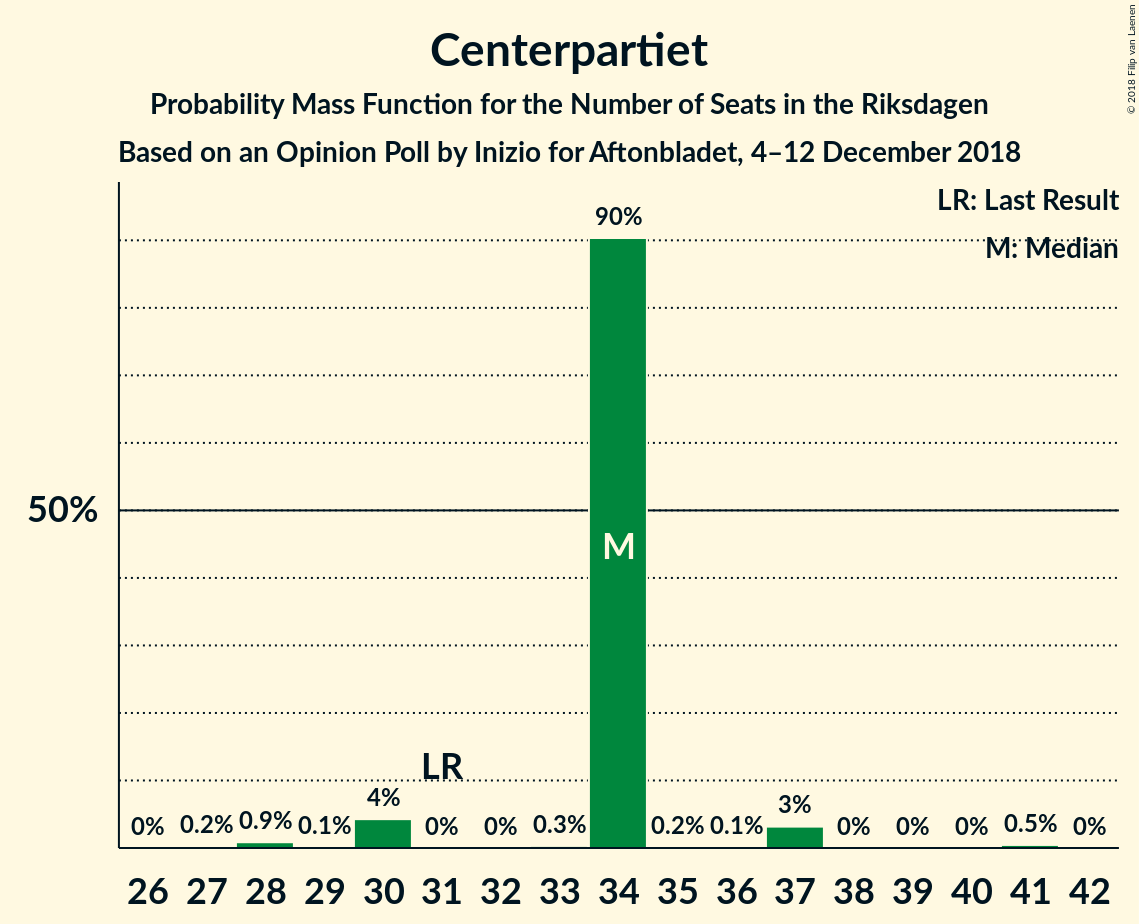 Centerpartiet
Probability Mass Function for the Number of Seats in the Riksdagen
Based on an Opinion Poll by Inizio for Aftonbladet, 4–12 December 2018
© 2018 Filip van Laenen
LR: Last Result
M: Median
90%
50%
M
LR
0% 0.2% 0.9% 0.1% 4% 0% 0% 0.3% 0.2% 0.1% 3% 0% 0% 0% 0.5% 0%
26 27 28 29 30 31 32 33 34 35 36 37 38 39 40 41 42